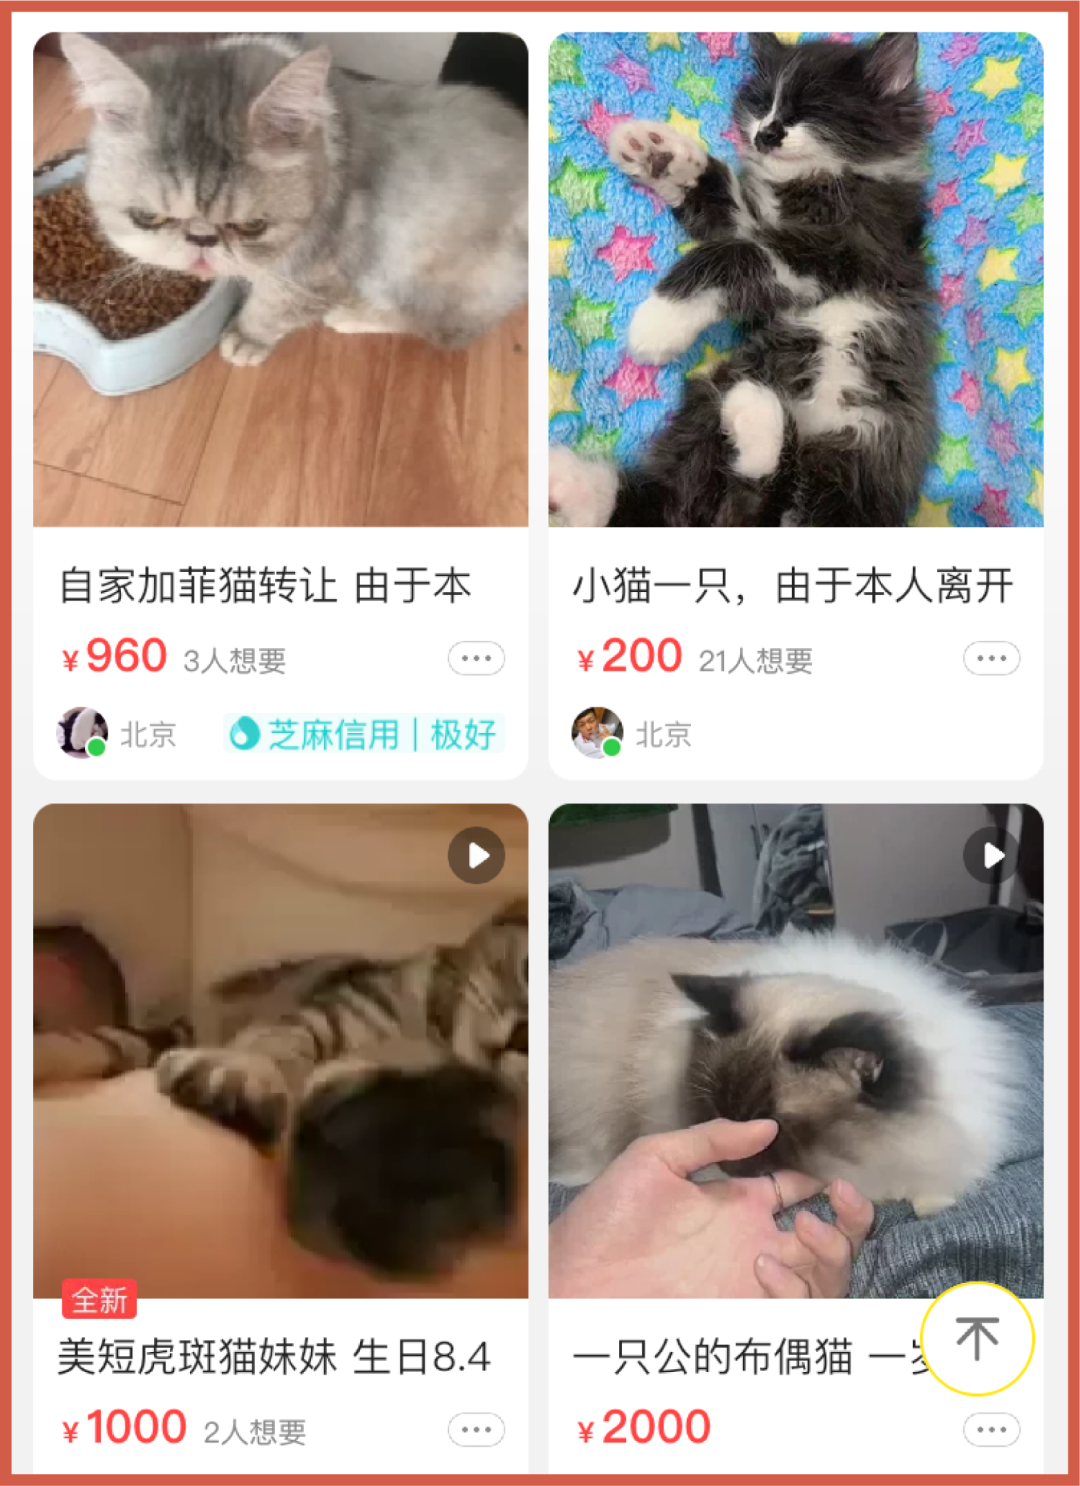 自家加菲猫转让 由于本
¥960 3人想要
北京 芝麻信用|极好
小猫一只，由于本人离开
¥200 21人想要
北京
全新
美短虎斑猫妹妹 生日8.4
¥1000 2人想要
一只公的布偶猫 一岁
¥2000